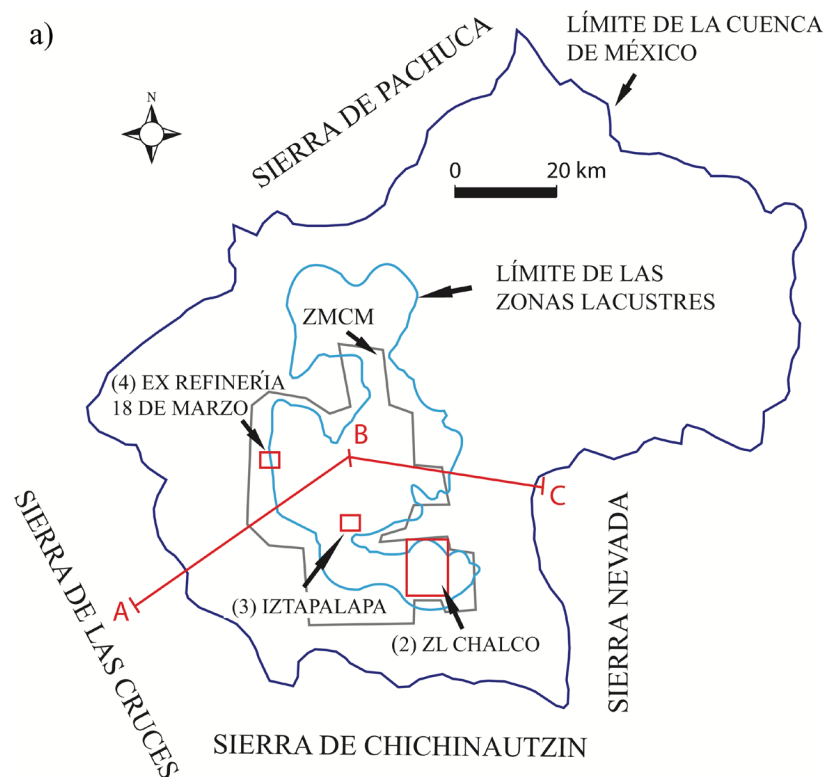 a)
LÍMITE DE LA CUENCA
DE MÉXICO
SIERRA DE PACHUCA
N
0 20 km
LÍMITE DE LAS
ZONAS LACUSTRES
ZMCM
(4) EX REFINERÍA
18 DE MARZO
B
C
A
SIERRA DE LAS CRUCES
(3) IZTAPALAPA
(2) ZL CHALCO
SIERRA NEVADA
SIERRA DE CHICHINAUTZIN